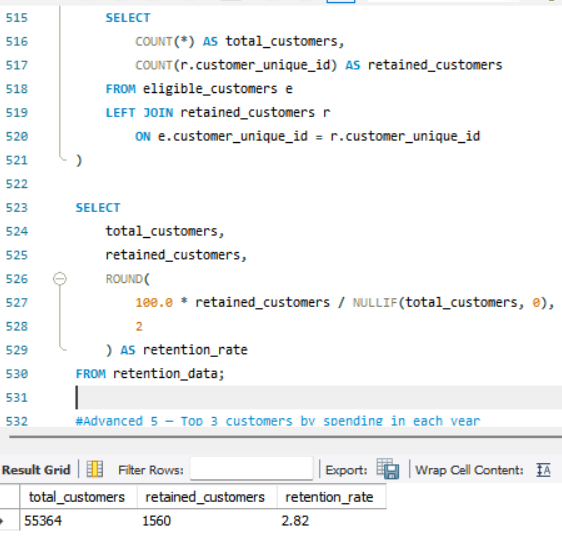 515 SELECT
516 COUNT(*) AS total_customers,
517 COUNT(r.customer_unique_id) AS retained_customers
518 FROM eligible_customers e
519 LEFT JOIN retained_customers r
520 ON e.customer_unique_id = r.customer_unique_id
521 )
522
523 SELECT
524 total_customers,
525 retained_customers,
526 ROUND(
527 100.0 * retained_customers / NULLIF(total_customers, 0),
528 2
529 ) AS retention_rate
530 FROM retention_data;
531
532 #Advanced 5 – Top 3 customers by spending in each year
Result Grid Filter Rows: Export: Wrap Cell Content:
total_customers retained_customers retention_rate
55364 1560 2.82